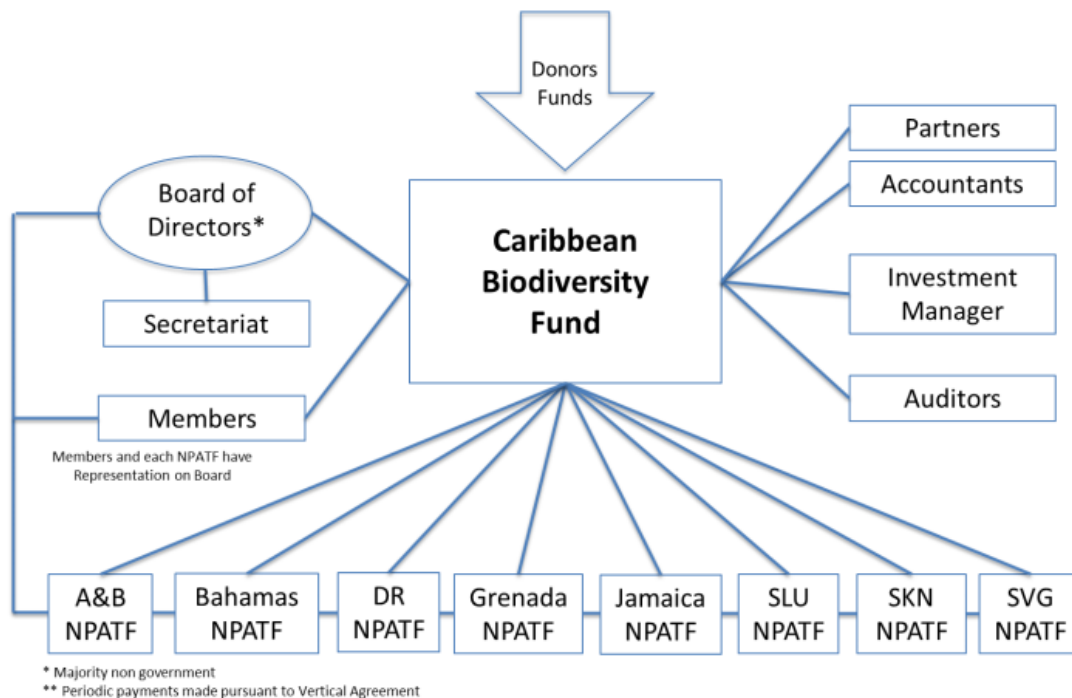 Donors
Funds
Board of
Directors*
Secretariat
Members
Members and each NPATF have
Representation on Board
Caribbean
Biodiversity
Fund
Partners
Accountants
Investment
Manager
Auditors
A&B
NPATF
Bahamas
NPATF
DR
NPATF
Grenada
NPATF
Jamaica
NPATF
SLU
NPATF
SKN
NPATF
SVG
NPATF
* Majority non government
** Periodic payments made pursuant to Vertical Agreement